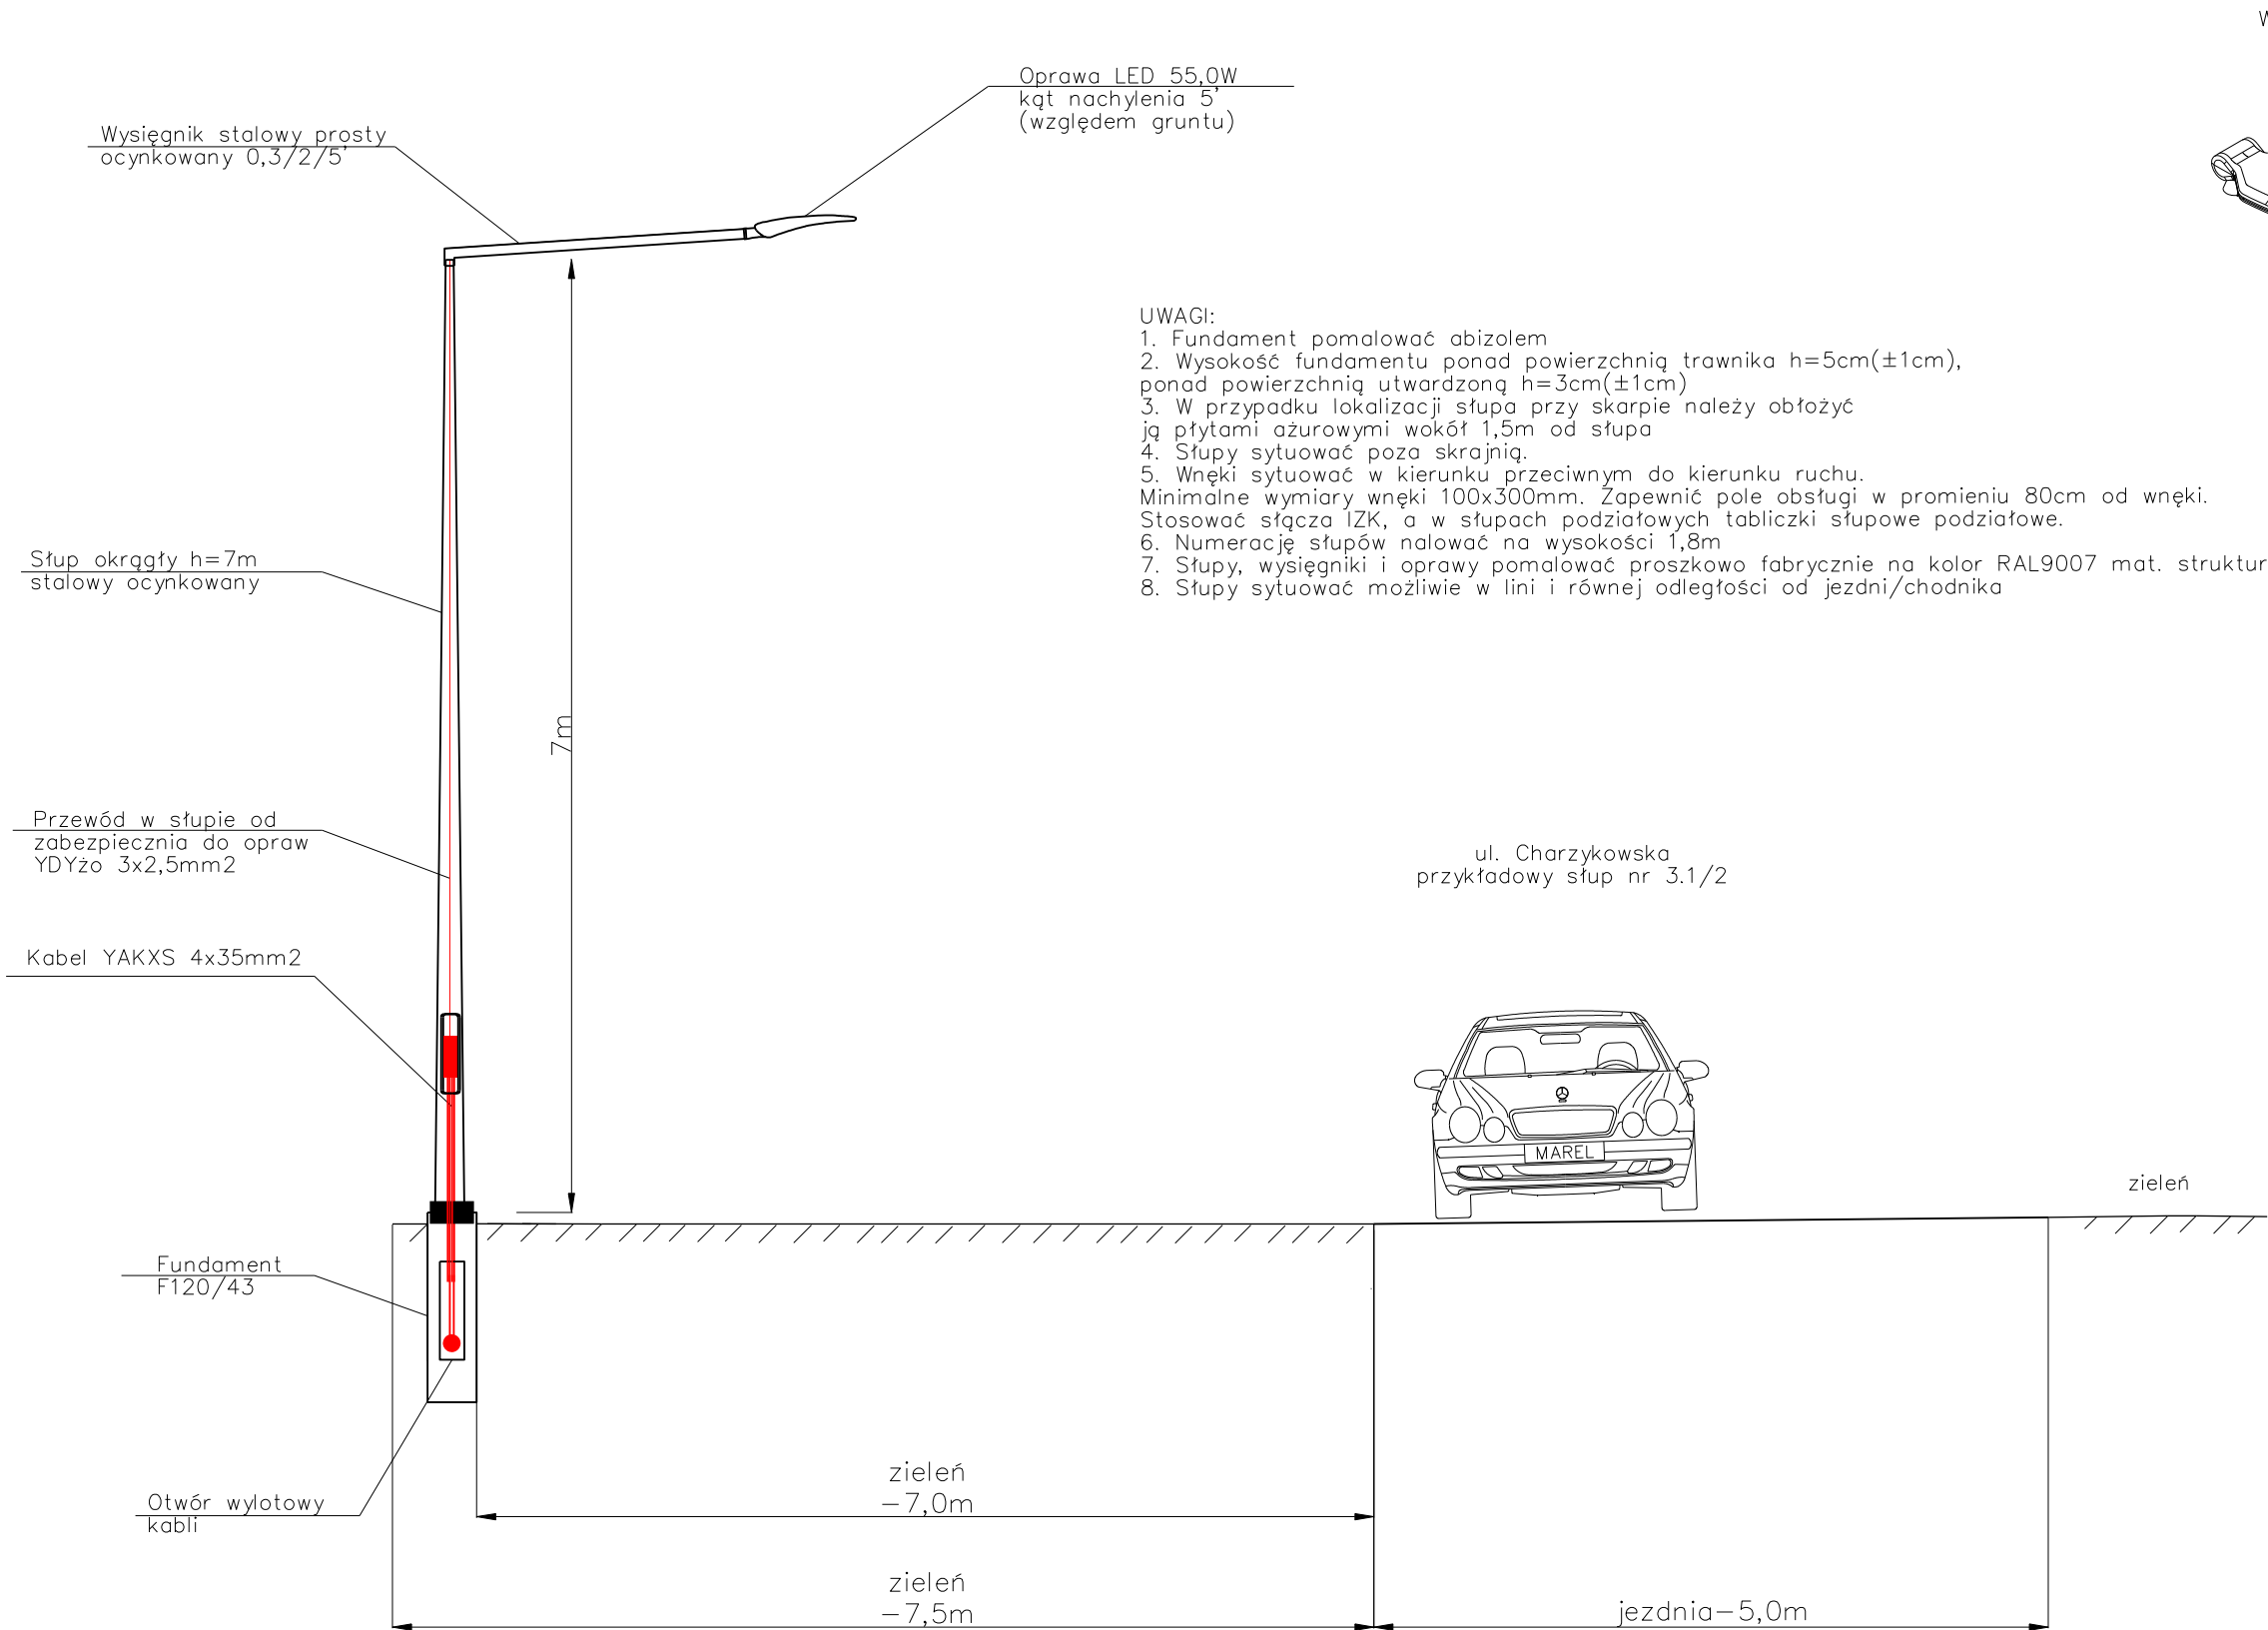 W
Oprawa LED 55,0W
kąt nachylenia 5'
(względem gruntu)
Wysięgnik stalowy prosty
ocynkowany 0,3/2/5'
UWAGI:
1. Fundament pomalować abizolem
2. Wysokość fundamentu ponad powierzchnią trawnika h=5cm(±1cm),
ponad powierzchnią utwardzoną h=3cm(±1cm)
3. W przypadku lokalizacji słupa przy skarpie należy obłożyć
ją płytami ażurowymi wokół 1,5m od słupa
4. Słupy sytuować poza skrajnią.
5. Wnęki sytuować w kierunku przeciwnym do kierunku ruchu.
Minimalne wymiary wnęki 100x300mm. Zapewnić pole obsługi w promieniu 80cm od wnęki.
Stosować słącza IZK, a w słupach podziałowych tabliczki słupowe podziałowe.
6. Numerację słupów nalować na wysokości 1,8m
7. Słupy, wysięgniki i oprawy pomalować proszkowo fabrycznie na kolor RAL9007 mat. struktur
8. Słupy sytuować możliwie w lini i równej odległości od jezdni/chodnika
Słup okrągły h=7m
stalowy ocynkowany
7m
Przewód w słupie od
zabezpiecznia do opraw
YDYżo 3x2,5mm2
ul. Charzykowska
przykładowy słup nr 3.1/2
Kabel YAKXS 4x35mm2
MAREL
zieleń
Fundament
F120/43
zieleń
-7,0m
Otwór wylotowy
kabli
zieleń
-7,5m
jezdnia-5,0m